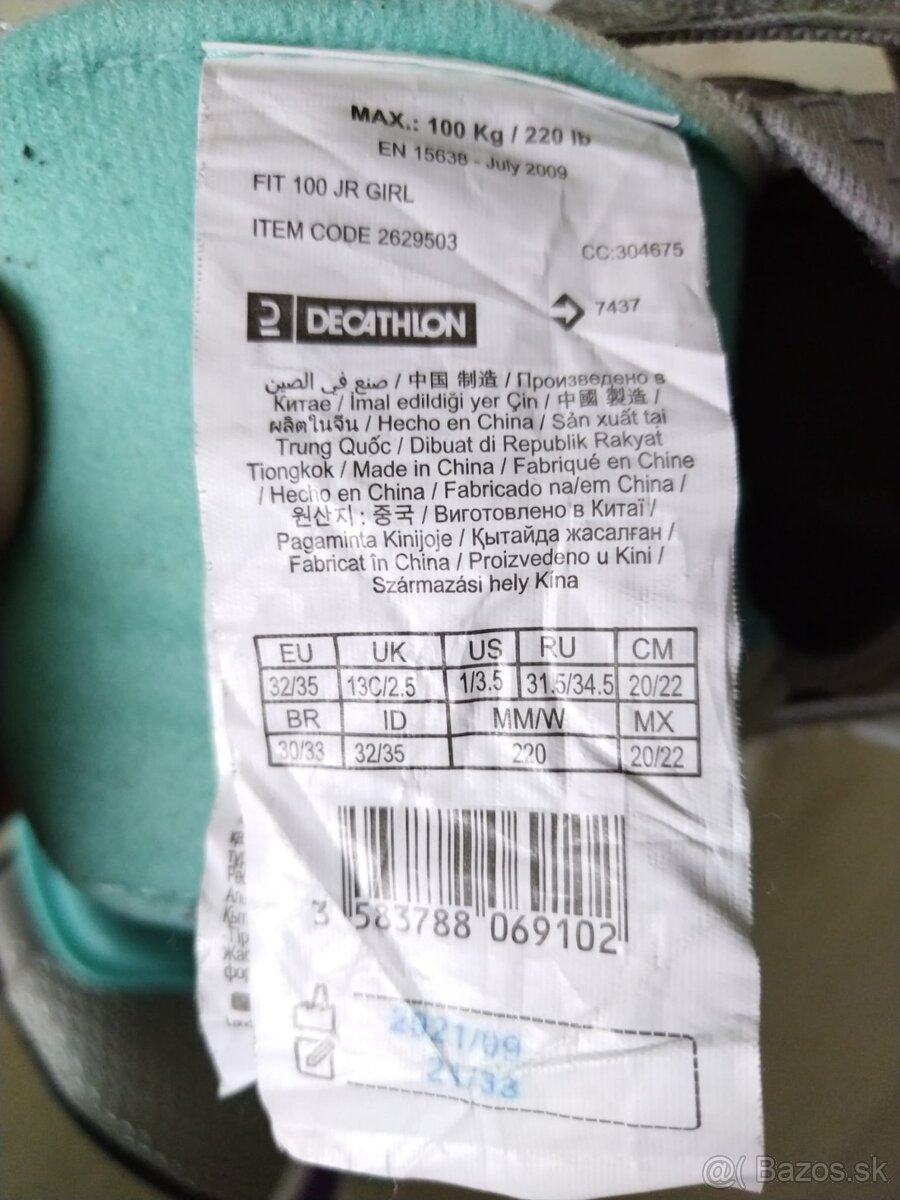 MAX.: 100 Kg / 220 lb
EN 15638 - July 2009
FIT 100 JR GIRL
ITEM CODE 2629503
CC:304675
DECATHLON
7437
صنع في الصين / 中国 制造 / Произведено в
Китае / İmal edildiği yer Çin / 中國 製造 /
ผลิตในจีน / Hecho en China / Sản xuất tại
Trung Quốc / Dibuat di Republik Rakyat
Tiongkok / Made in China / Fabriqué en Chine
/ Hecho en China / Fabricado na/em China /
원산지 : 중국 / Виготовлено в Китаї /
Pagaminta Kinijoje / Қытайда жасалған /
Fabricat în China / Proizvedeno u Kini /
Származási hely Kína
EU UK US RU CM
32/35 13C/2.5 1/3.5 31.5/34.5 20/22
BR ID MM/W MX
30/33 32/35 220 20/22
3 583788 069102
2021/09
21/33
@( Bazos.sk